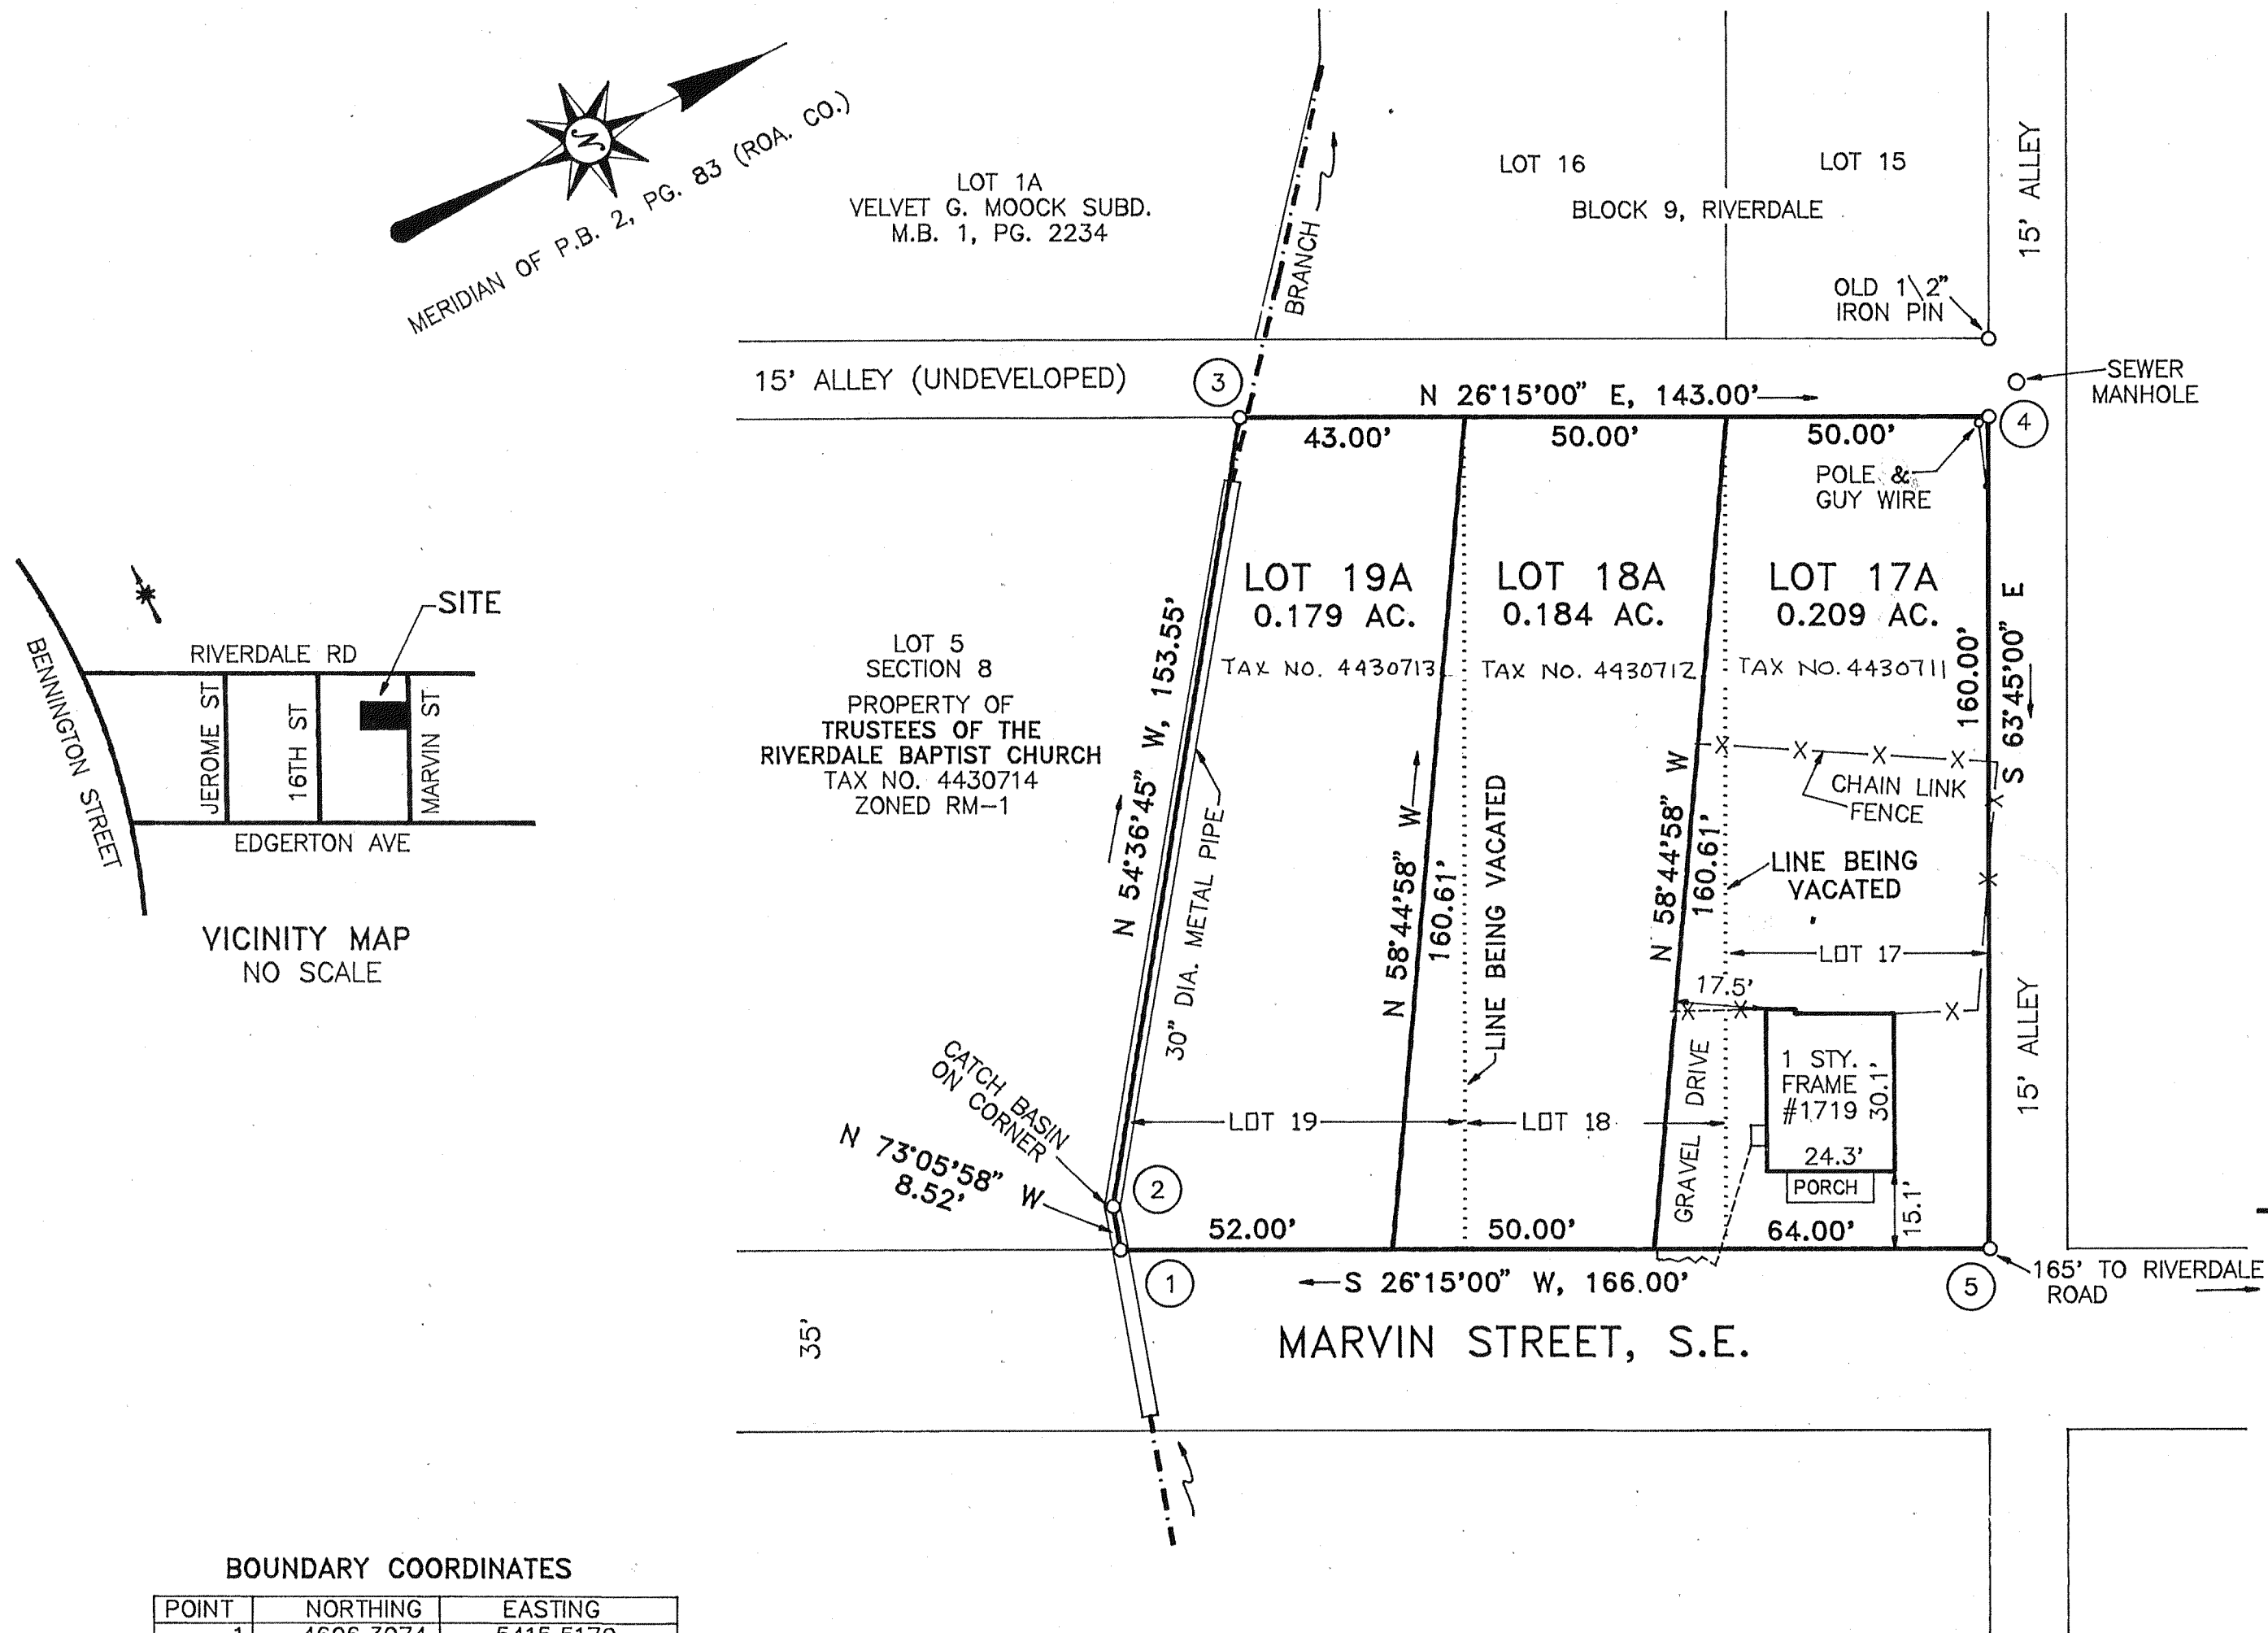 MERIDIAN OF P.B. 2, PG. 83 (ROA. CO.)
N
LOT 1A
VELVET G. MOOCK SUBD.
M.B. 1, PG. 2234
BRANCH
LOT 16
LOT 15
BLOCK 9, RIVERDALE
15' ALLEY
OLD 1\2"
IRON PIN
SEWER
MANHOLE
15' ALLEY (UNDEVELOPED)
3
N 26°15'00" E, 143.00'
4
43.00'
50.00'
50.00'
POLE &
GUY WIRE
SITE
RIVERDALE RD
BENNINGTON STREET
JEROME ST
16TH ST
MARVIN ST
EDGERTON AVE
VICINITY MAP
NO SCALE
LOT 5
SECTION 8
PROPERTY OF
TRUSTEES OF THE
RIVERDALE BAPTIST CHURCH
TAX NO. 4430714
ZONED RM-1
N 54°36'45" W, 153.55'
30" DIA. METAL PIPE
LOT 19A
0.179 AC.
TAX NO. 4430713
LOT 18A
0.184 AC.
TAX NO. 4430712
LOT 17A
0.209 AC.
TAX NO. 4430711
160.00'
S 63°45'00" E
CHAIN LINK
FENCE
N 58°44'58" W
160.61'
LINE BEING VACATED
N 58°44'58" W
160.61'
LINE BEING
VACATED
LOT 17
17.5'
15' ALLEY
1 STY.
FRAME
#1719
30.1'
24.3'
PORCH
15.1'
GRAVEL DRIVE
LOT 19
LOT 18
CATCH BASIN
ON CORNER
N 73°05'58" W
8.52'
2
52.00'
50.00'
64.00'
1
S 26°15'00" W, 166.00'
5
165' TO RIVERDALE
ROAD
35'
MARVIN STREET, S.E.
BOUNDARY COORDINATES
POINT NORTHING EASTING